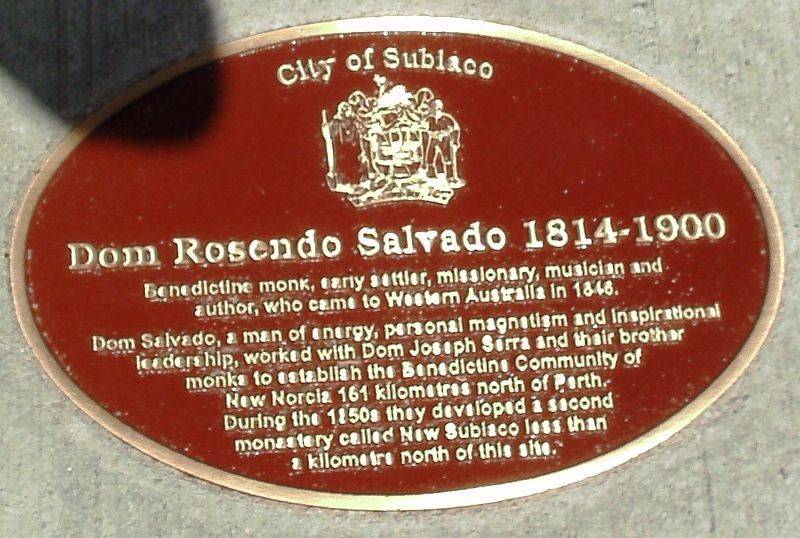 City of Subiaco
Dom Rosendo Salvado 1814-1900
Benedictine monk, early settler, missionary, musician and
author, who came to Western Australia in 1846.
Dom Salvado, a man of energy, personal magnetism and inspirational
leadership, worked with Dom Joseph Serra and their brother
monks to establish the Benedictine Community of
New Norcia 161 kilometres north of Perth.
During the 1850s they developed a second
monastery called New Subiaco less than
a kilometre north of this site.